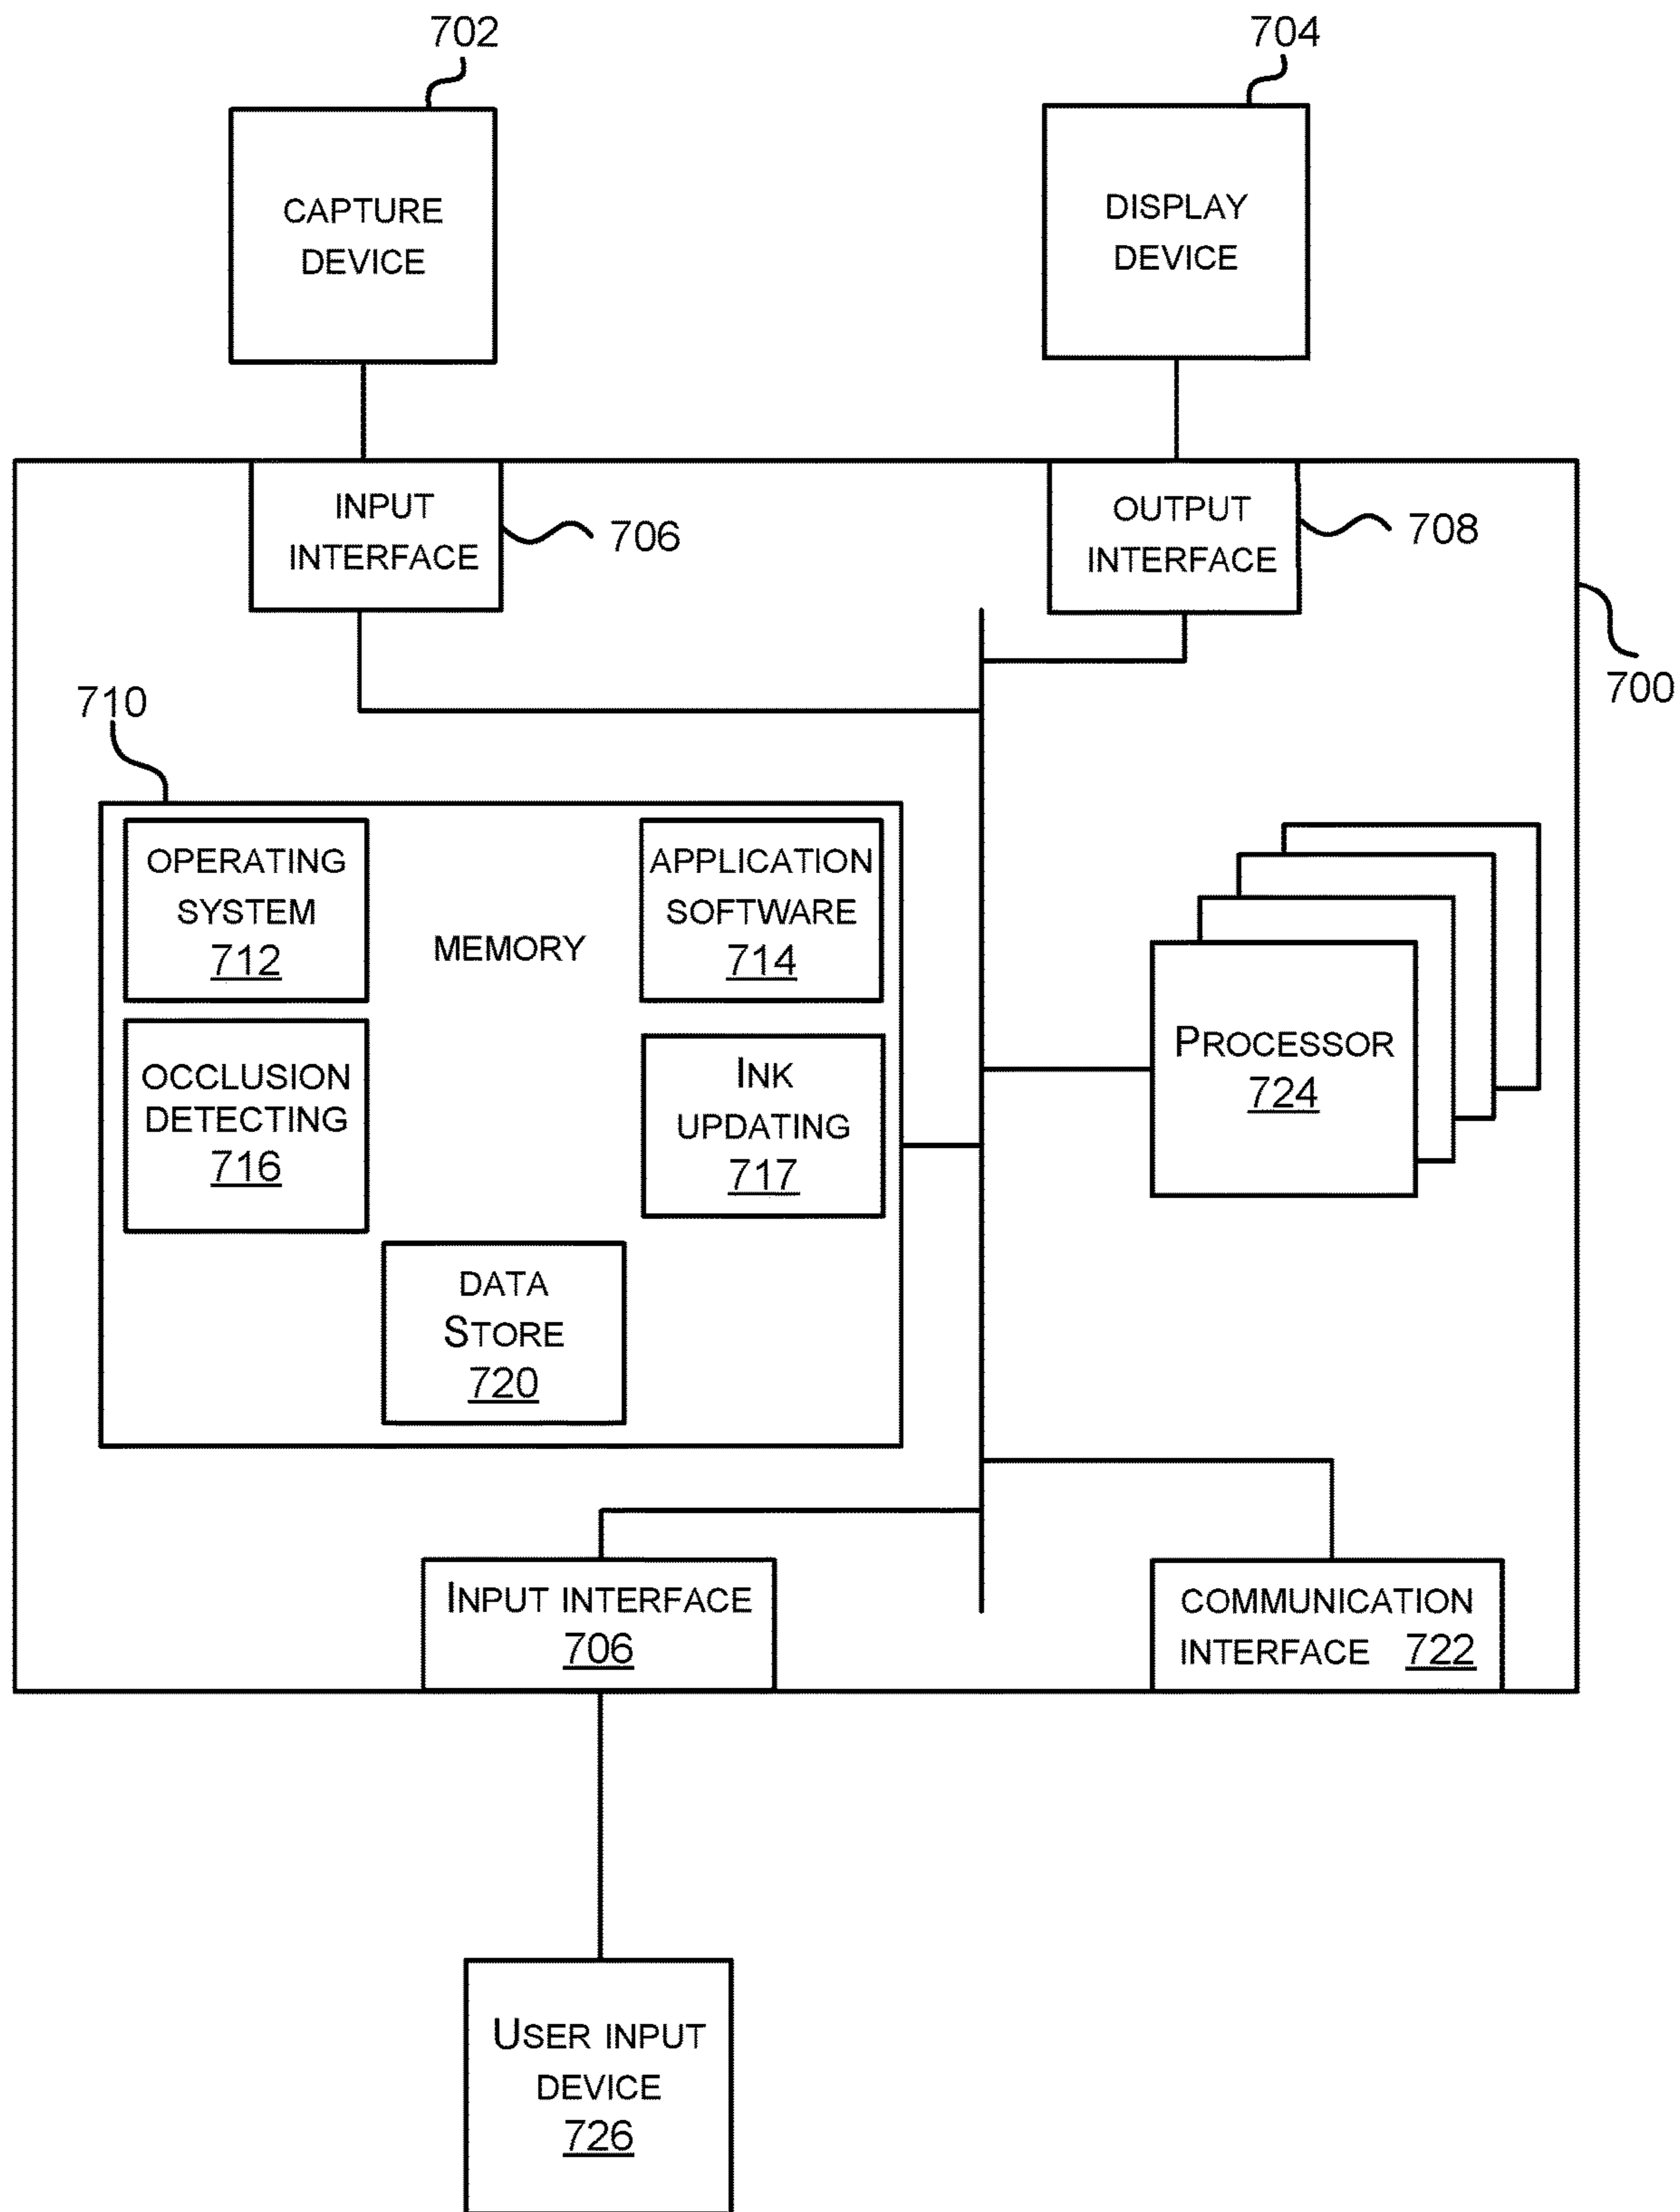 702
704
CAPTURE
DEVICE
DISPLAY
DEVICE
INPUT
INTERFACE
706
OUTPUT
INTERFACE
708
700
710
OPERATING
SYSTEM
712
MEMORY
APPLICATION
SOFTWARE
714
OCCLUSION
DETECTING
716
INK
UPDATING
717
PROCESSOR
724
DATA
STORE
720
INPUT INTERFACE
706
COMMUNICATION
INTERFACE 722
USER INPUT
DEVICE
726